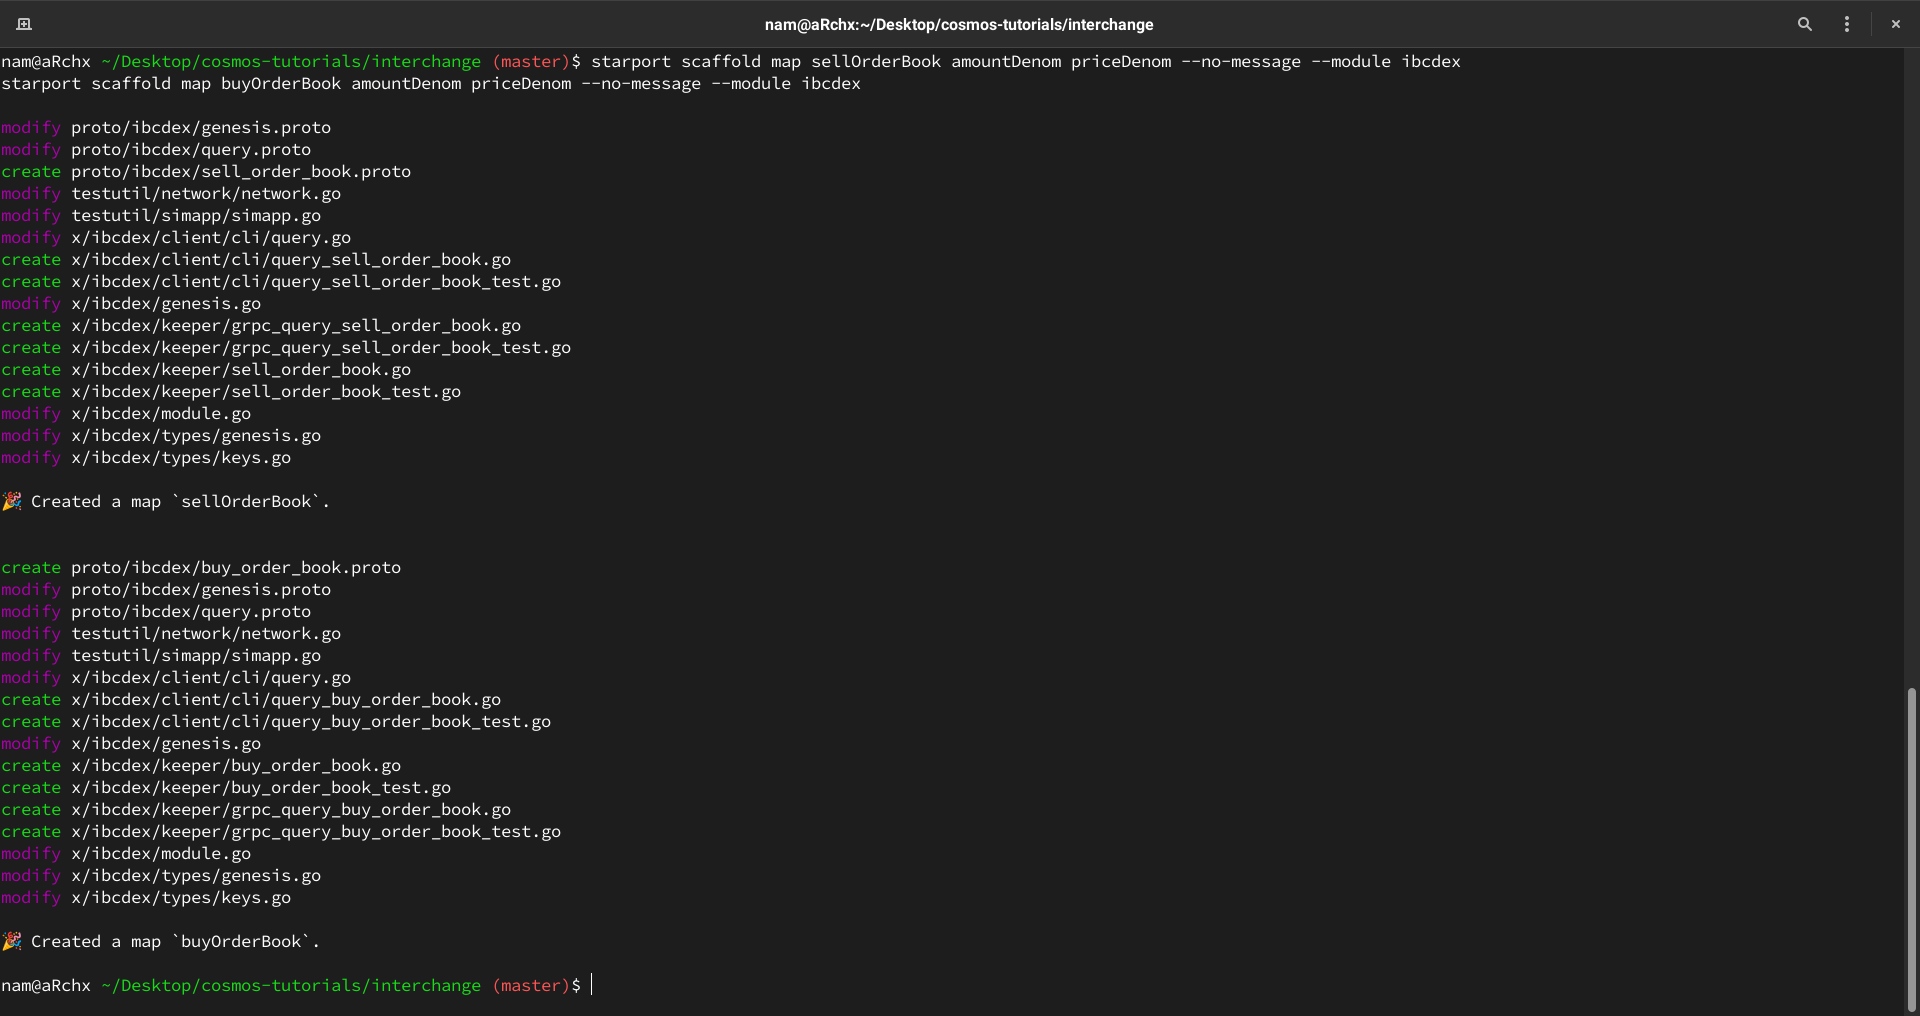 nam@aRchx:~/Desktop/cosmos-tutorials/interchange
nam@aRchx ~/Desktop/cosmos-tutorials/interchange (master)$ starport scaffold map sellOrderBook amountDenom priceDenom --no-message --module ibcdex
starport scaffold map buyOrderBook amountDenom priceDenom --no-message --module ibcdex
modify proto/ibcdex/genesis.proto
modify proto/ibcdex/query.proto
create proto/ibcdex/sell_order_book.proto
modify testutil/network/network.go
modify testutil/simapp/simapp.go
modify x/ibcdex/client/cli/query.go
create x/ibcdex/client/cli/query_sell_order_book.go
create x/ibcdex/client/cli/query_sell_order_book_test.go
modify x/ibcdex/genesis.go
create x/ibcdex/keeper/grpc_query_sell_order_book.go
create x/ibcdex/keeper/grpc_query_sell_order_book_test.go
create x/ibcdex/keeper/sell_order_book.go
create x/ibcdex/keeper/sell_order_book_test.go
modify x/ibcdex/module.go
modify x/ibcdex/types/genesis.go
modify x/ibcdex/types/keys.go
🎉 Created a map `sellOrderBook`.
create proto/ibcdex/buy_order_book.proto
modify proto/ibcdex/genesis.proto
modify proto/ibcdex/query.proto
modify testutil/network/network.go
modify testutil/simapp/simapp.go
modify x/ibcdex/client/cli/query.go
create x/ibcdex/client/cli/query_buy_order_book.go
create x/ibcdex/client/cli/query_buy_order_book_test.go
modify x/ibcdex/genesis.go
create x/ibcdex/keeper/buy_order_book.go
create x/ibcdex/keeper/buy_order_book_test.go
create x/ibcdex/keeper/grpc_query_buy_order_book.go
create x/ibcdex/keeper/grpc_query_buy_order_book_test.go
modify x/ibcdex/module.go
modify x/ibcdex/types/genesis.go
modify x/ibcdex/types/keys.go
🎉 Created a map `buyOrderBook`.
nam@aRchx ~/Desktop/cosmos-tutorials/interchange (master)$